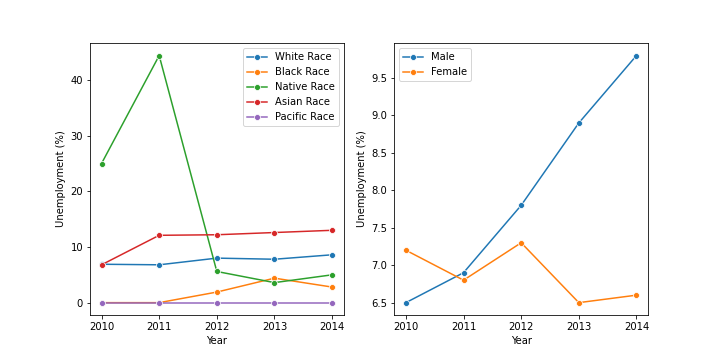 Unemployment (%)
40
30
20
10
0
2010 2011 2012 2013 2014
Year
White Race
Black Race
Native Race
Asian Race
Pacific Race
Unemployment (%)
9.5
9.0
8.5
8.0
7.5
7.0
6.5
2010 2011 2012 2013 2014
Year
Male
Female